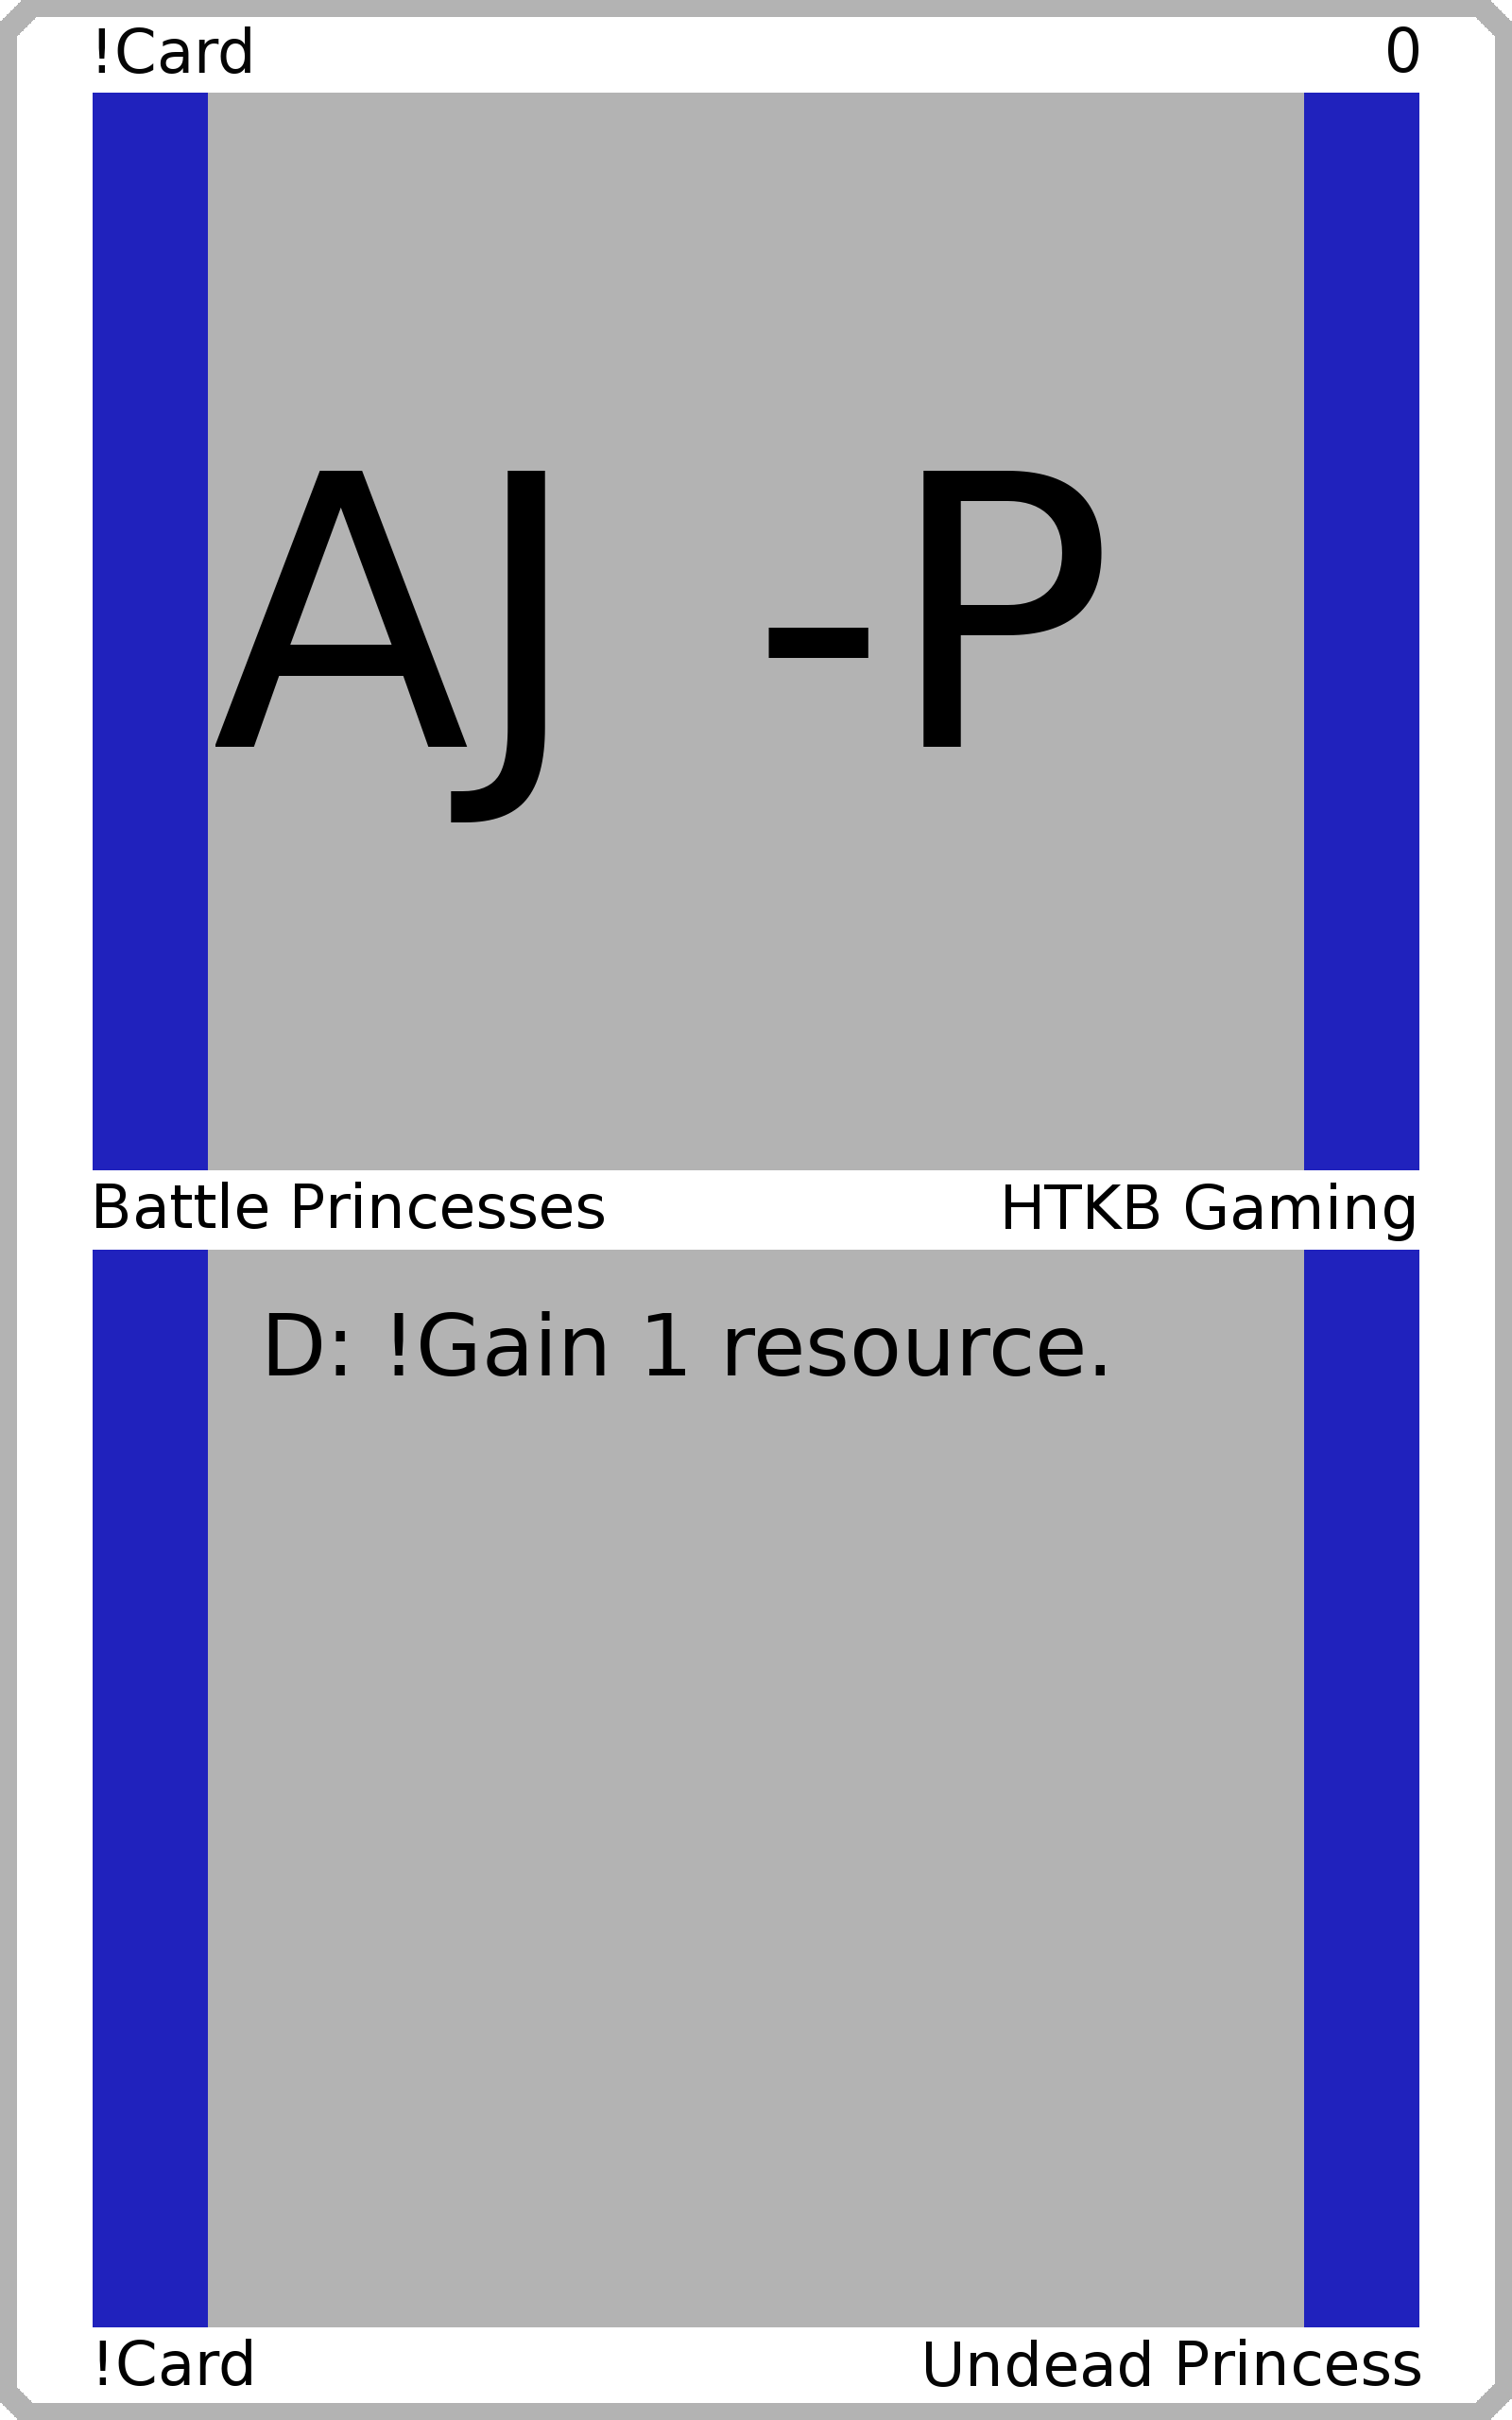 !Card 0
AJ -P
Battle Princesses HTKB Gaming
D: !Gain 1 resource.
!Card Undead Princess